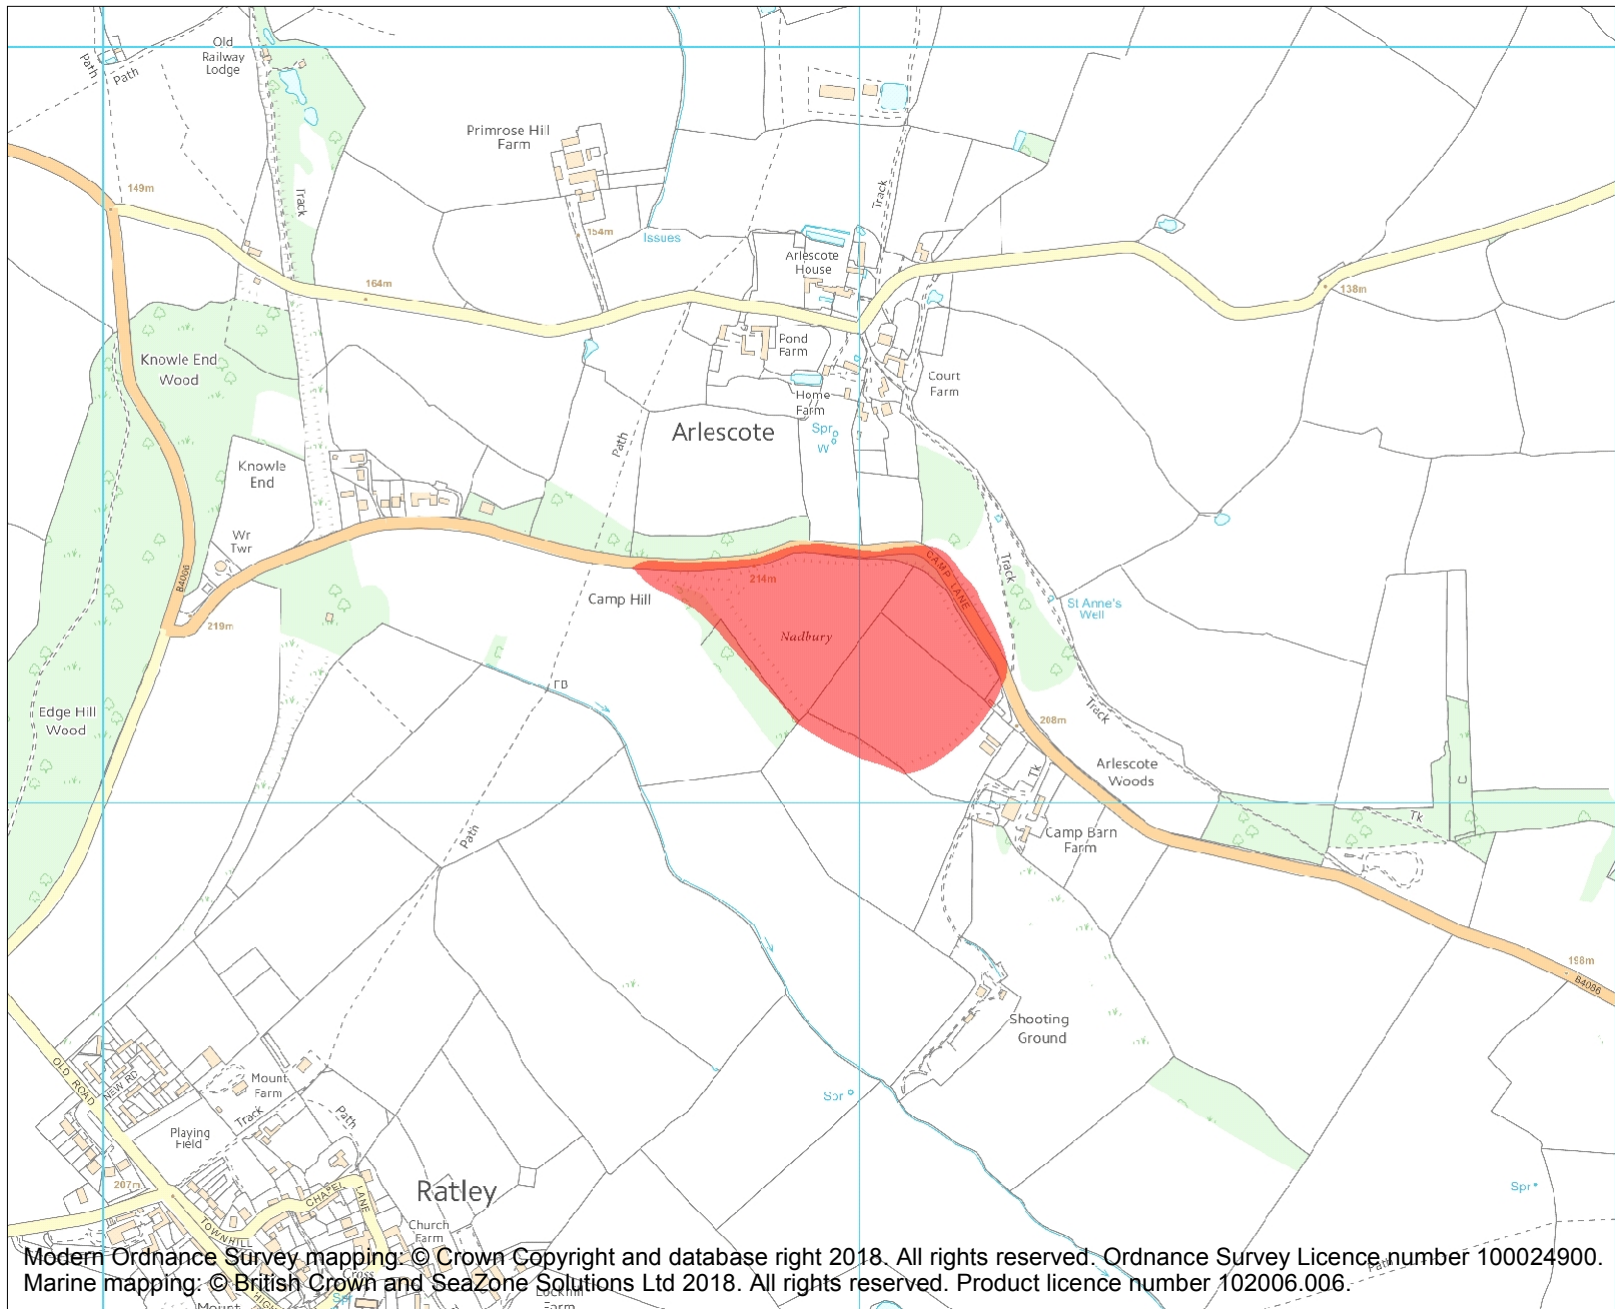 Old
Railway
Lodge
Path
Path
Primrose Hill
Farm
149m
Track
Track
154m
Issues
Arlescote
House
164m
138m
Knowle End
Wood
Pond
Farm
Court
Farm
Home
Farm
Arlescote
Spr
W
Path
Knowle
End
Wr
Twr
B4086
219m
CAMP LANE
Track
214m
Camp Hill
St Anne's
Well
Nadbury
FB
Edge Hill
Wood
Track
208m
Arlescote
Woods
Tk
C
Tk
Path
Camp Barn
Farm
198m
B4086
Shooting
Ground
OLD ROAD
NEW RD
Mount
Farm
Track
Path
Spr
Playing
Field
207m
CHAPEL
LANE
Ratley
Spr
TOWNHILL
Church
Farm
Modern Ordnance Survey mapping: © Crown Copyright and database right 2018. All rights reserved. Ordnance Survey Licence number 100024900.
Path
Marine mapping: © British Crown and SeaZone Solutions Ltd 2018. All rights reserved. Product licence number 102006.006.
Mount
HIGH